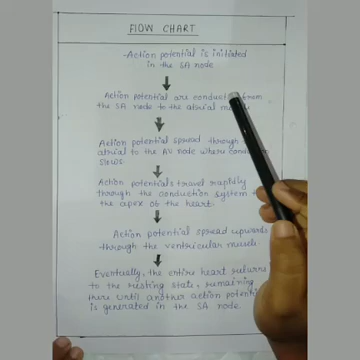 FLOW CHART
Action potential is initiated
in the SA node
Action potential are conducted from
the SA node to the atrial
Action potential spread through
atrial to the AV node where conduction
slows
Action potentials travel rapidly
through the conduction system
the apex of the heart
Action potential spread upwards
through the ventricular muscle
Eventually, the entire heart returns
to the resting state, remaining
there until another action potential
is generated in the SA node.